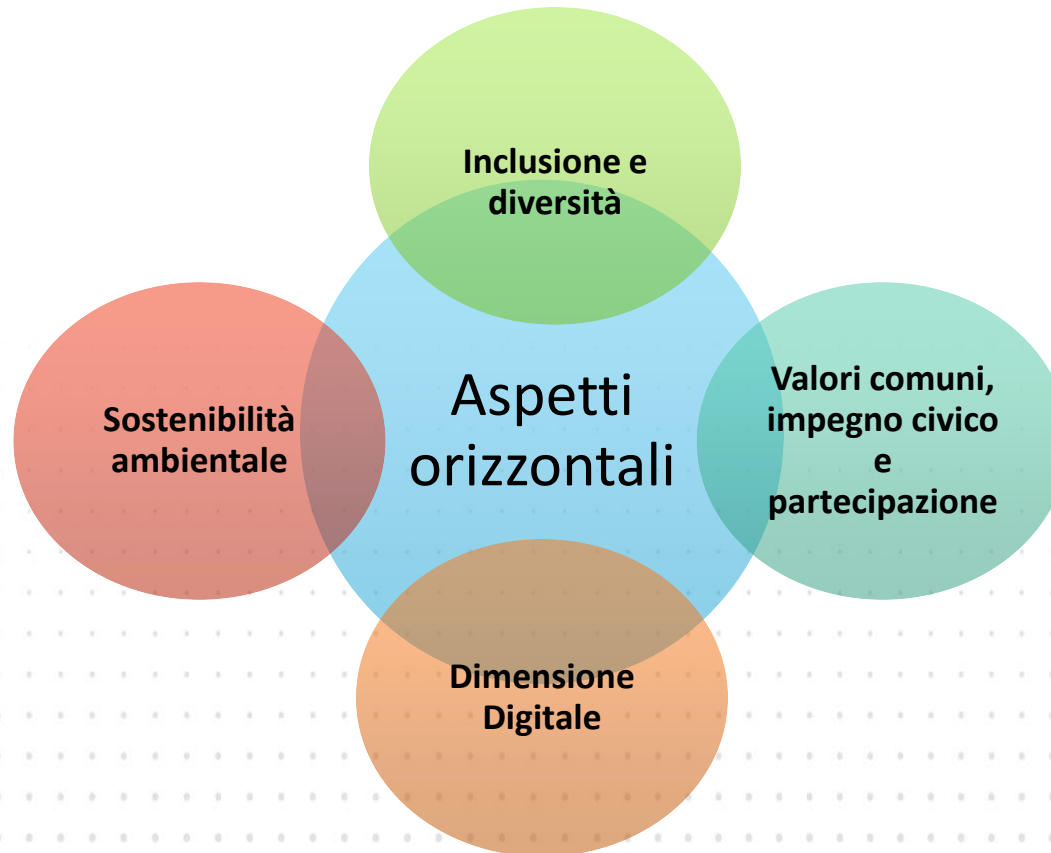 Inclusione e
diversità
Sostenibilità
ambientale
Aspetti
orizzontali
Valori comuni,
impegno civico
e
partecipazione
Dimensione
Digitale